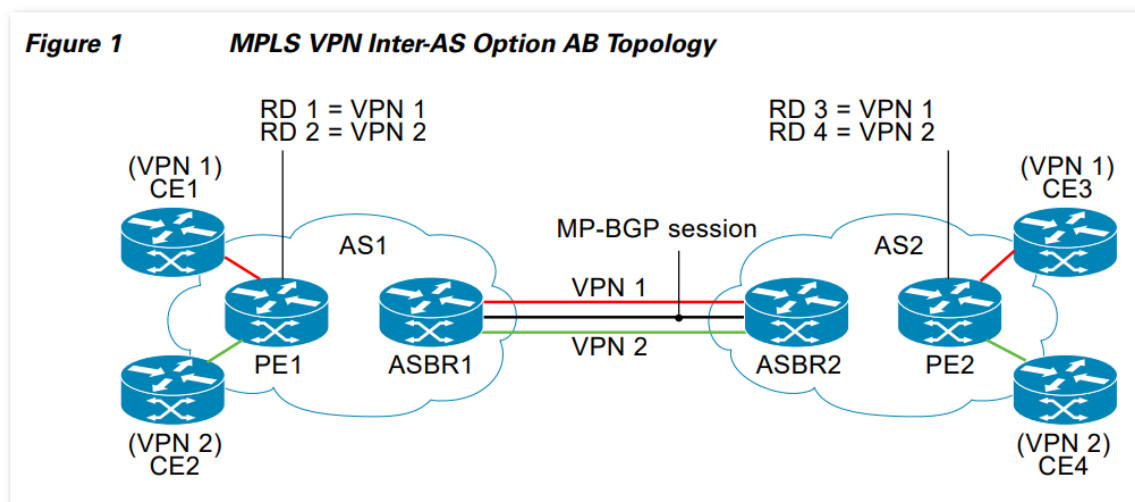 Figure 1 MPLS VPN Inter-AS Option AB Topology
RD 1 = VPN 1
RD 2 = VPN 2
RD 3 = VPN 1
RD 4 = VPN 2
(VPN 1)
CE1
(VPN 1)
CE3
MP-BGP session
AS1
AS2
VPN 1
VPN 2
PE1
ASBR1
ASBR2
PE2
(VPN 2)
CE2
(VPN 2)
CE4